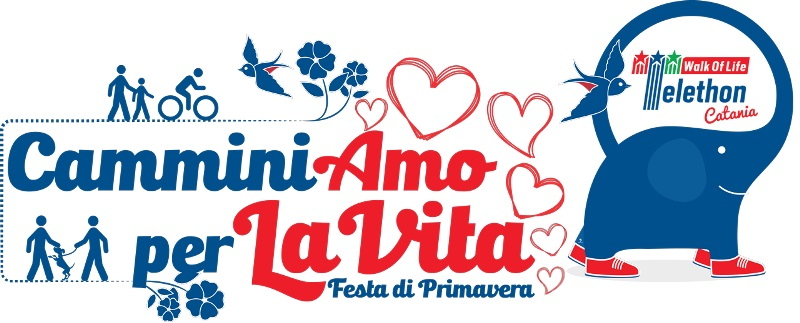 CamminiAmo
per La Vita
Festa di Primavera
Walk Of Life
Telethon
Catania